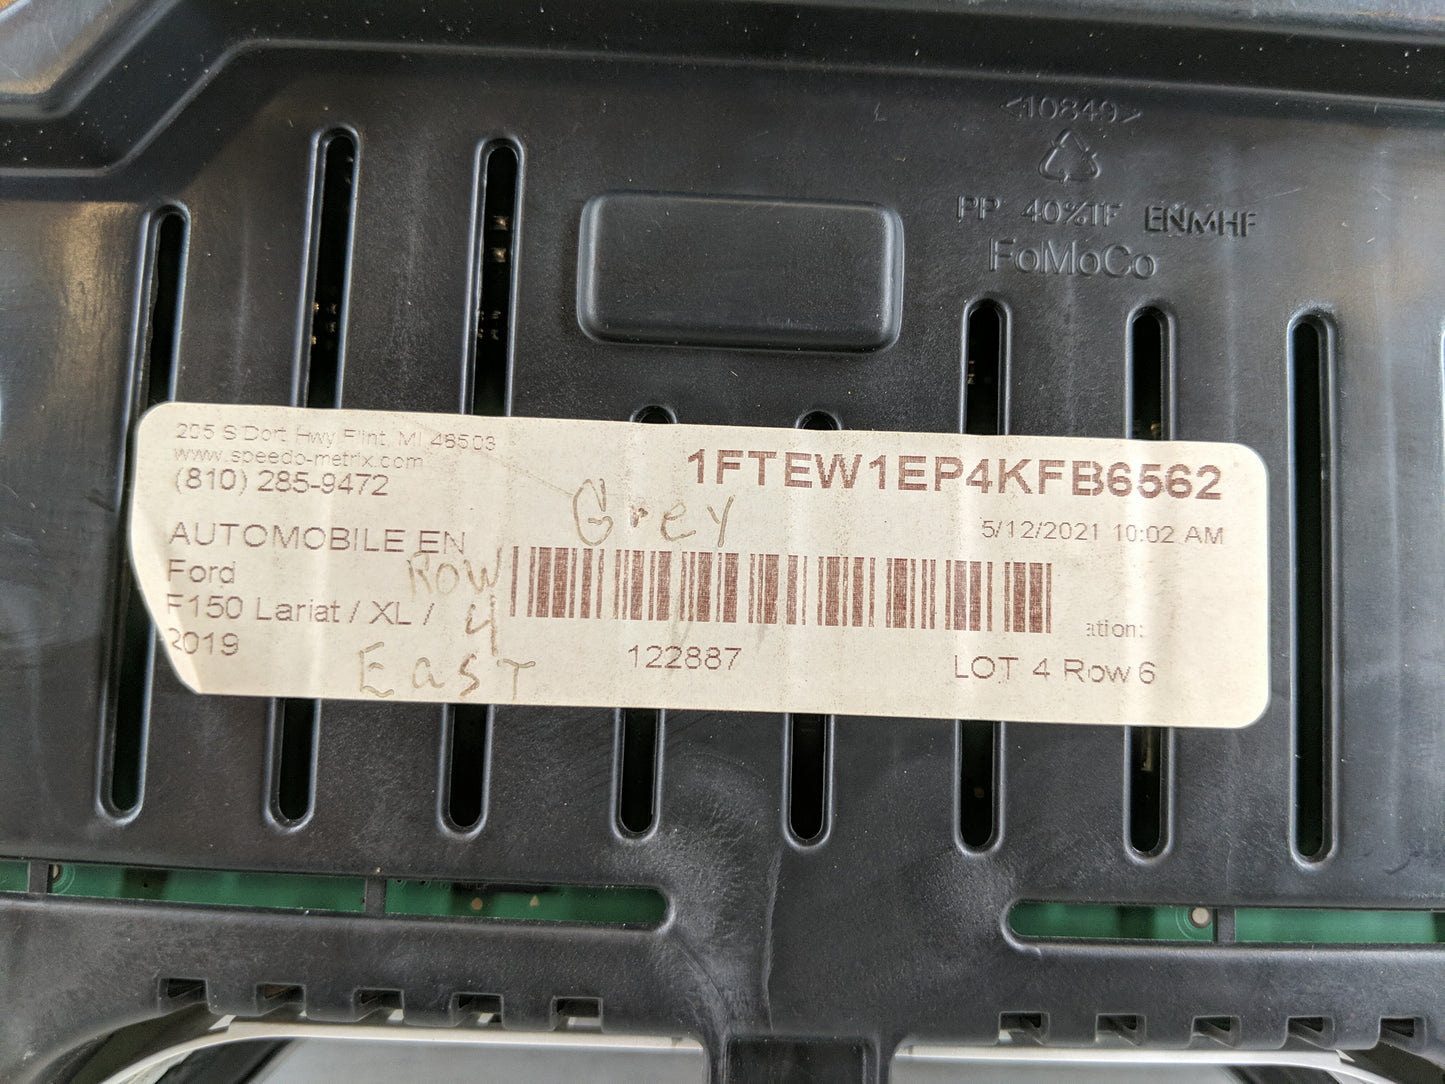 <10849>
PP 40%TF ENMHF
FoMoCo
205 S Dort Hwy Flint, MI 48503
www.speedo-metrix.com
(810) 285-9472
1FTEW1EP4KFB6562
5/12/2021 10:02 AM
Grey
AUTOMOBILE EN
Ford
F150 Lariat / XL /
2019
Row
4
East
122887
ation:
LOT 4 Row 6